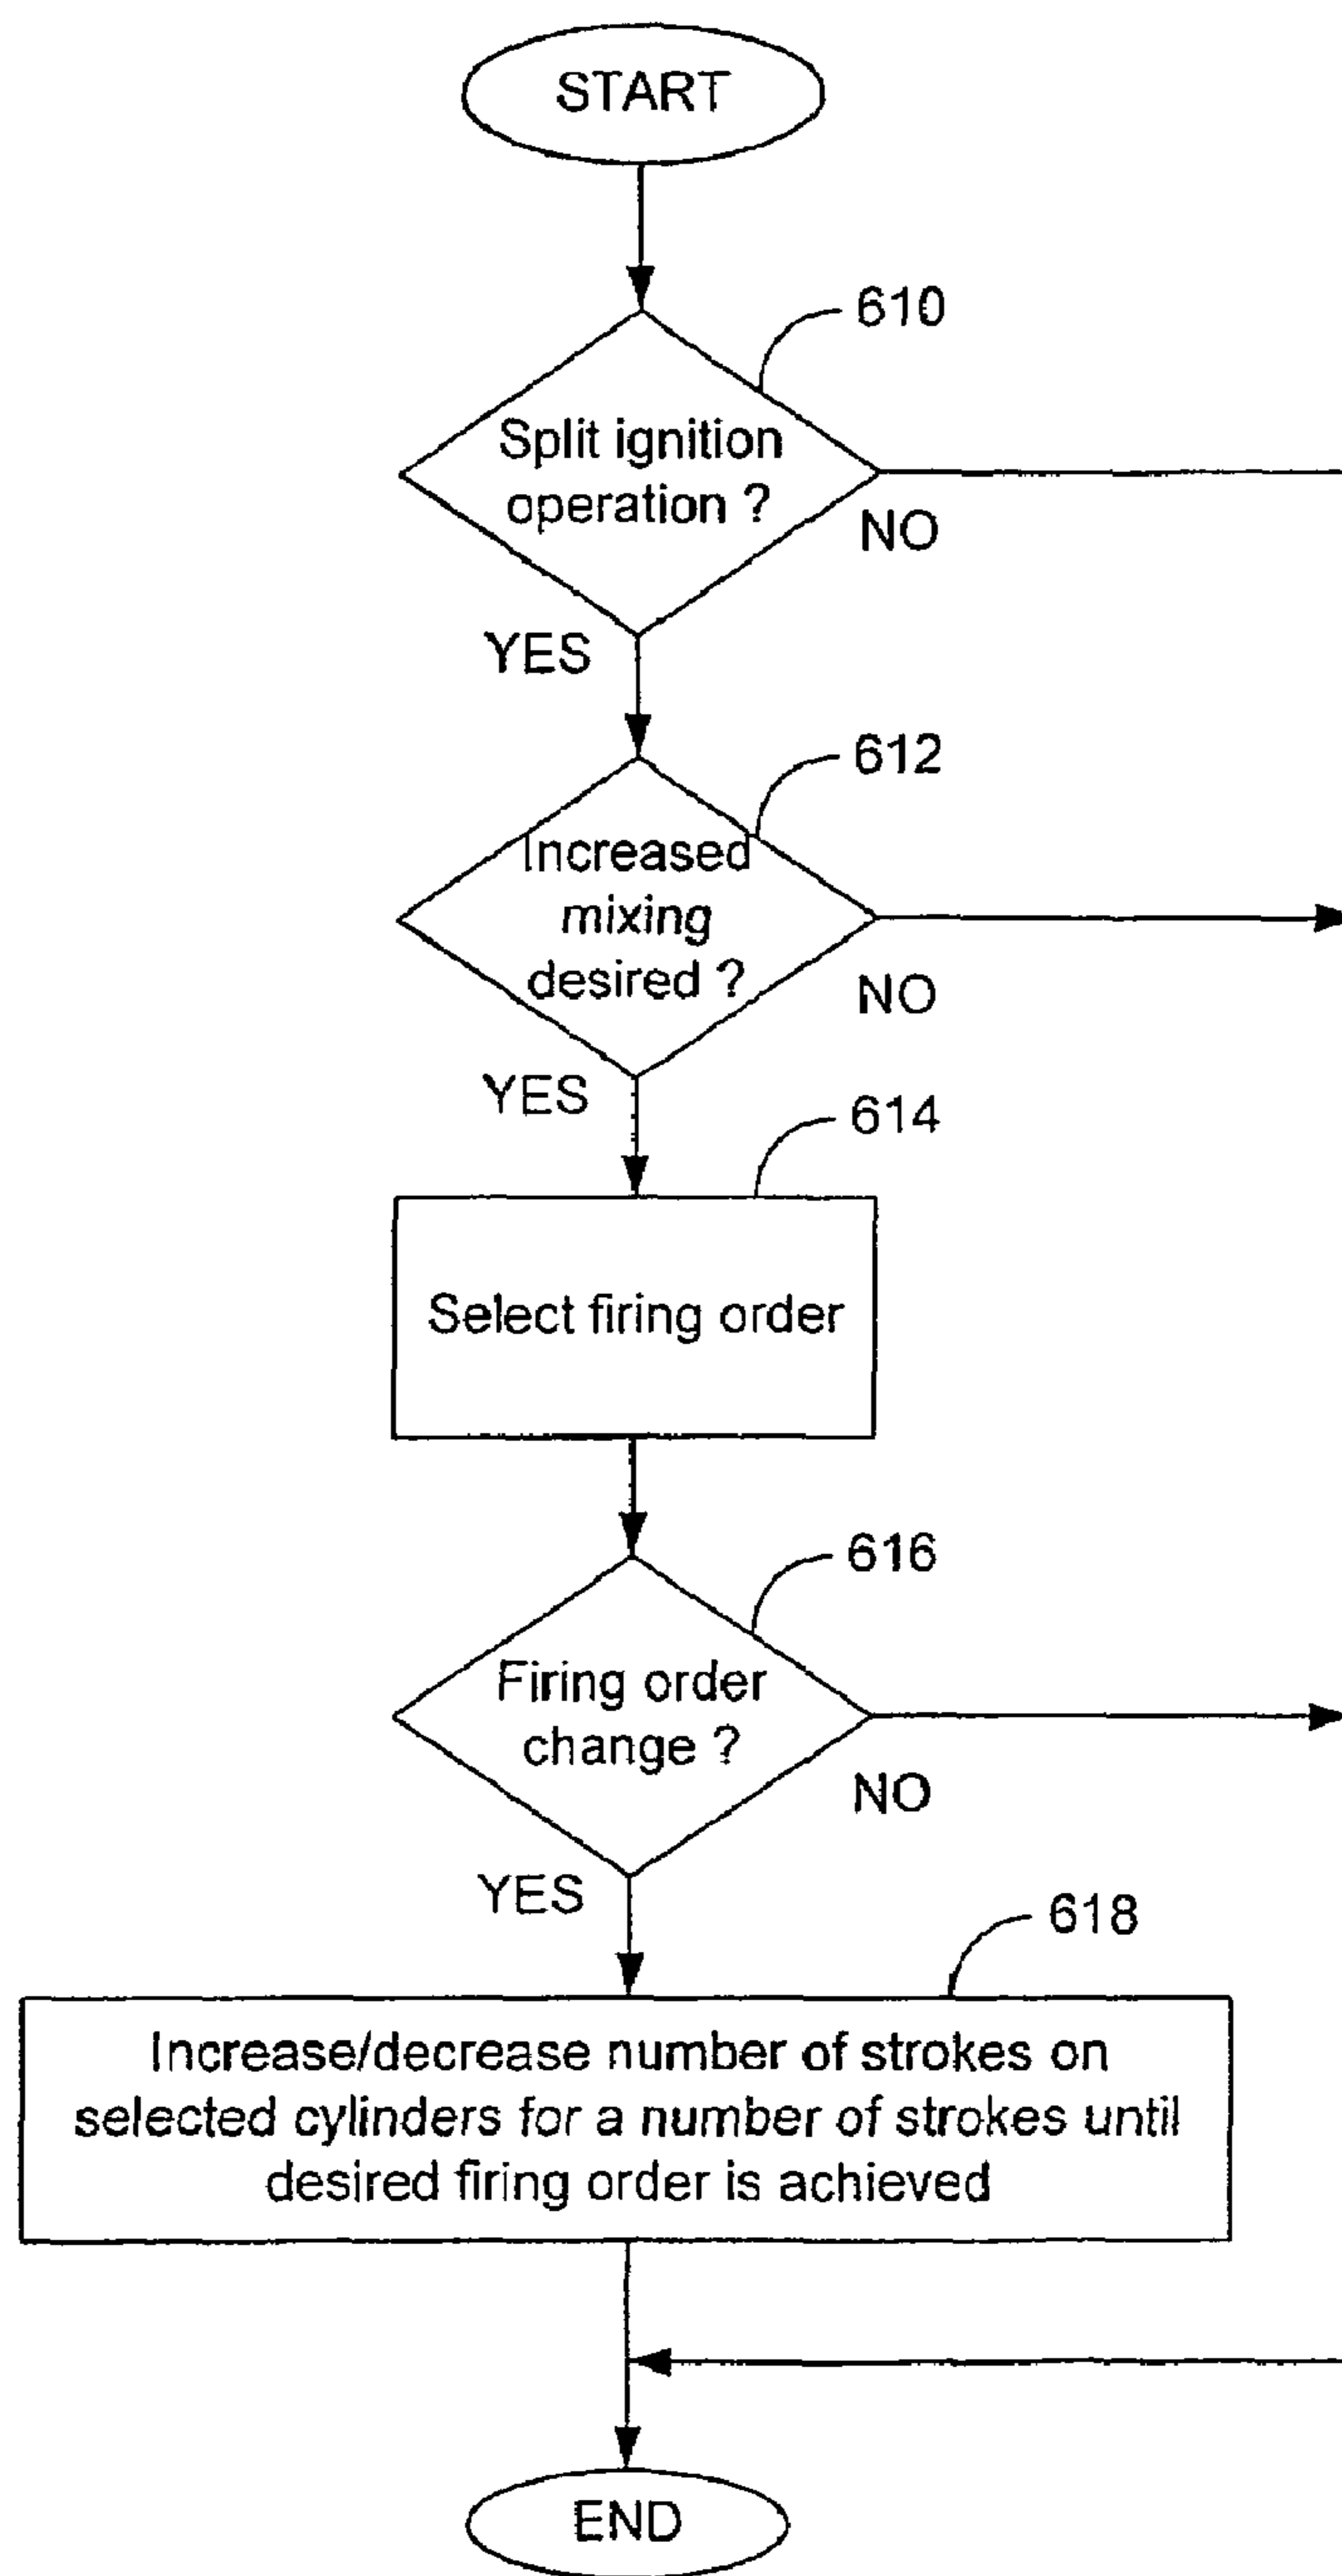 START
610
Split ignition
operation ?
NO
YES
612
Increased
mixing
desired ?
NO
YES
614
Select firing order
616
Firing order
change ?
NO
YES
618
Increase/decrease number of strokes on
selected cylinders for a number of strokes until
desired firing order is achieved
END